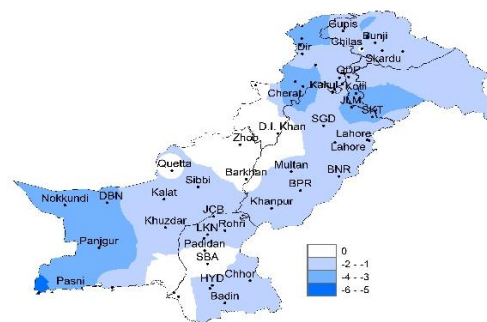 Gupis
Bunji
Dir
Chilas
Skardu
GDP
Cherat
Kakul
Kotli
JLM
SKT
SGD
D.I. Khan
Zhob
Lahore
Lahore
Quetta
Barkhan
Multan
Sibbi
BNR
Nokkundi
DBN
Kalat
BPR
Khanpur
JCB
Khuzdar
LKN
Rohri
Panjgur
Padidan
SBA
Pasni
HYD
Chhor
Badin
0
-2 - -1
-4 - -3
-6 - -5